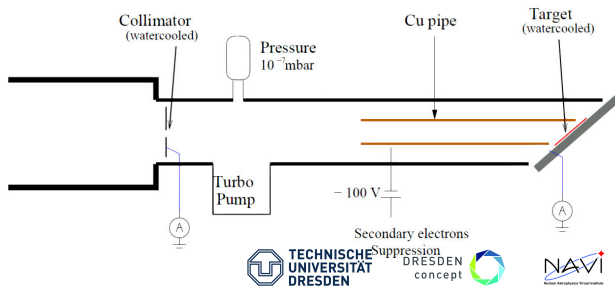 Collimator
(watercooled)
Pressure
10⁻⁷mbar
Cu pipe
Target
(watercooled)
Turbo
Pump
− 100 V
A
A
Secondary electrons
Suppression
TECHNISCHE
UNIVERSITÄT
DRESDEN
DRESDEN
concept
NAVI
Nuclear Astrophysics Virtual Institute